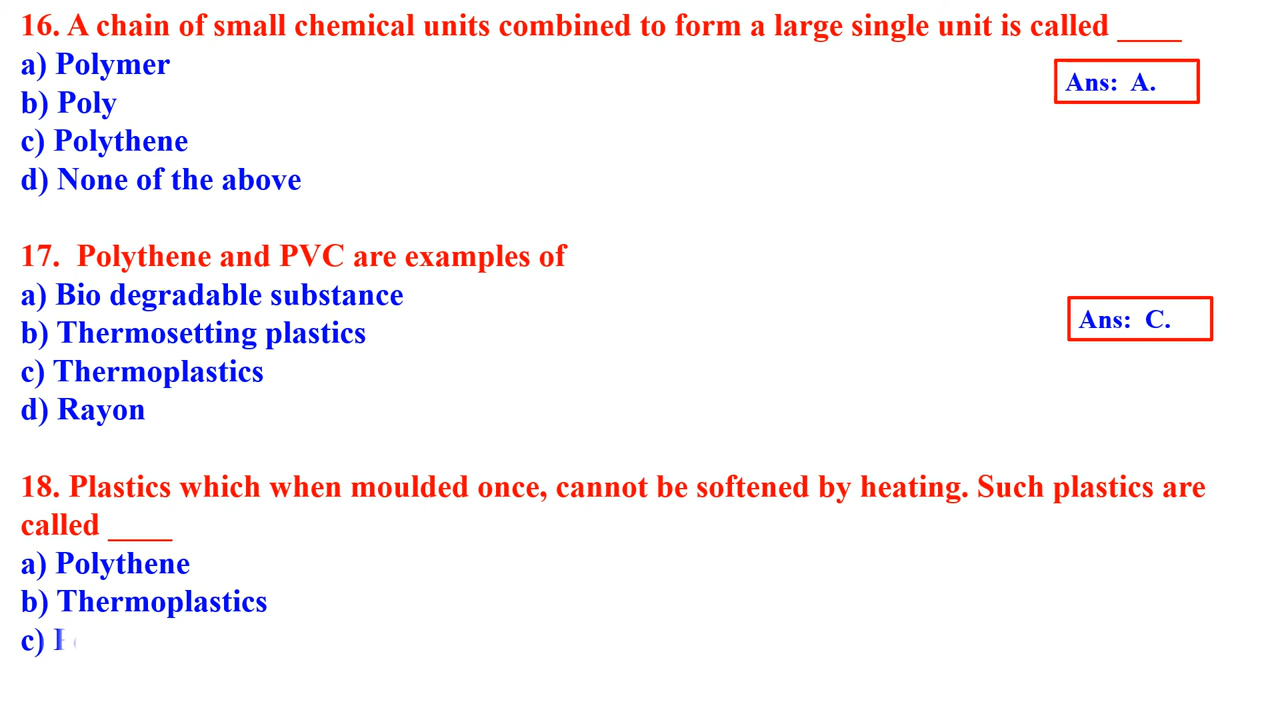 16. A chain of small chemical units combined to form a large single unit is called ____
a) Polymer
Ans: A.
b) Poly
c) Polythene
d) None of the above
17. Polythene and PVC are examples of
a) Bio degradable substance
Ans: C.
b) Thermosetting plastics
c) Thermoplastics
d) Rayon
18. Plastics which when moulded once, cannot be softened by heating. Such plastics are
called ____
a) Polythene
b) Thermoplastics
c)